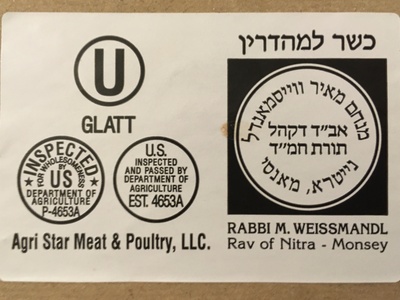 U
GLATT
INSPECTED
FOR WHOLESOMENESS BY
US
DEPARTMENT OF
AGRICULTURE
P-4653A
U.S.
INSPECTED
AND PASSED BY
DEPARTMENT OF
AGRICULTURE
EST. 4653A
Agri Star Meat & Poultry, LLC.
כשר למהדרין
מנחם מאיר ווייסמאנדל
אב״ד דקהל
תורת חמ״ד
נייטרא, מאנסי
RABBI M. WEISSMANDL
Rav of Nitra - Monsey